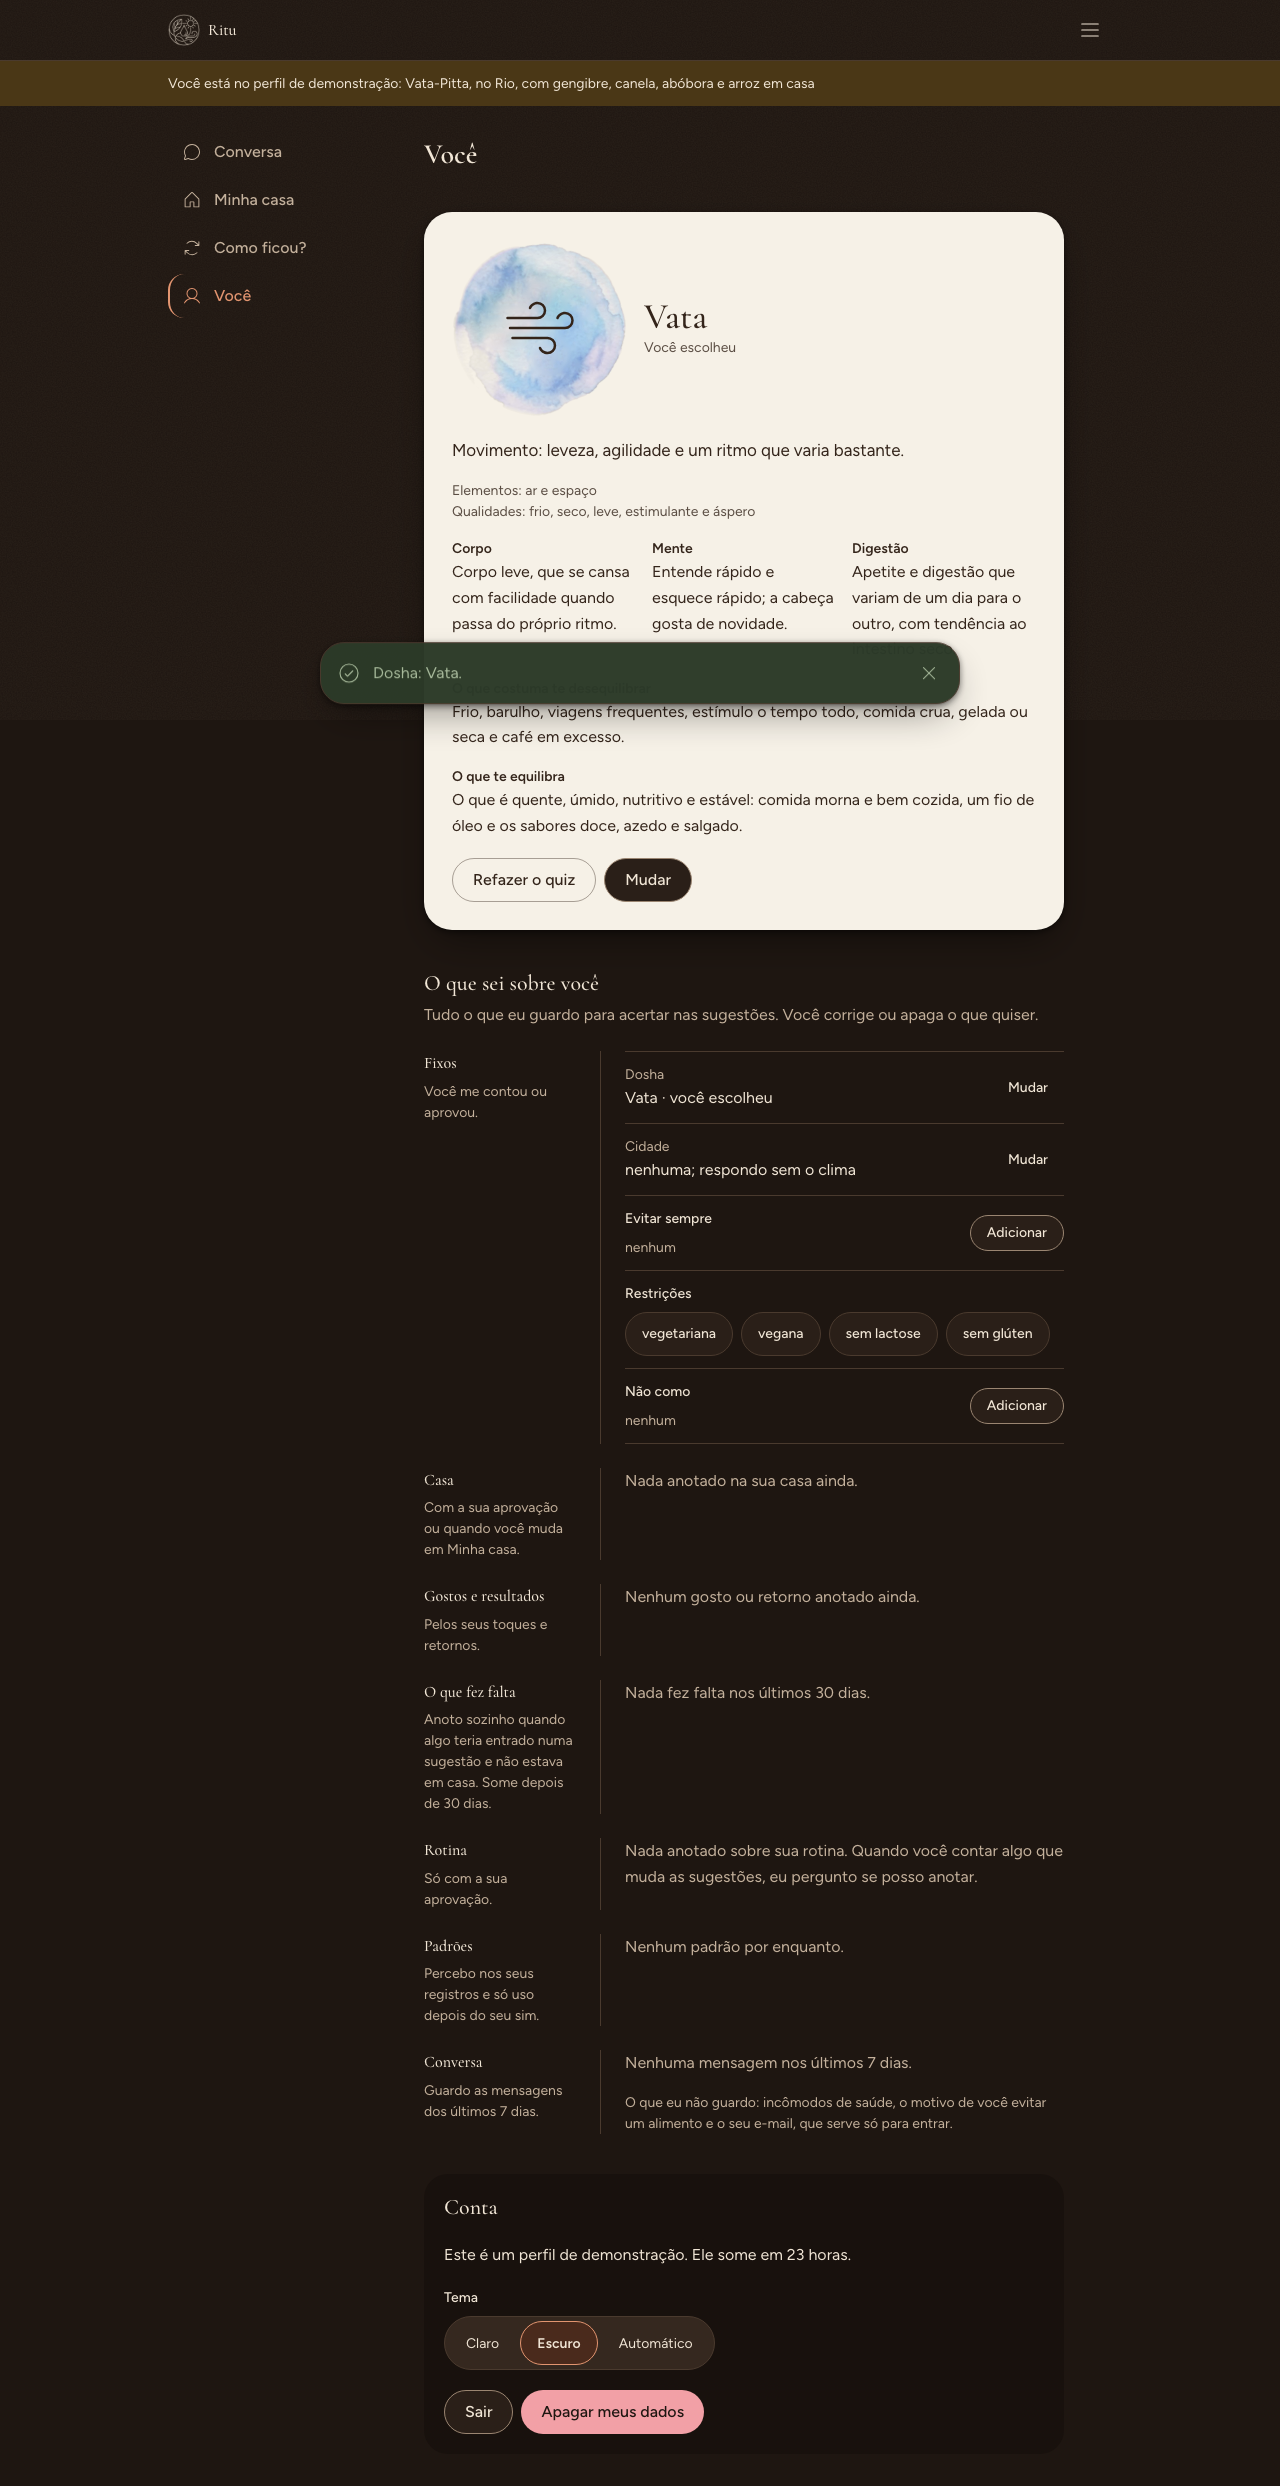 Ritu
Você está no perfil de demonstração: Vata-Pitta, no Rio, com gengibre, canela, abóbora e arroz em casa
Conversa
Minha casa
Como ficou?
Você
Você
Vata
Você escolheu
Movimento: leveza, agilidade e um ritmo que varia bastante.
Elementos: ar e espaço
Qualidades: frio, seco, leve, estimulante e áspero
Corpo
Corpo leve, que se cansa
com facilidade quando
passa do próprio ritmo.
Mente
Entende rápido e
esquece rápido; a cabeça
gosta de novidade.
Digestão
Apetite e digestão que
variam de um dia para o
outro, com tendência ao
intestino seco.
Dosha: Vata.
O que costuma te desequilibrar
Frio, barulho, viagens frequentes, estímulo o tempo todo, comida crua, gelada ou
seca e café em excesso.
O que te equilibra
O que é quente, úmido, nutritivo e estável: comida morna e bem cozida, um fio de
óleo e os sabores doce, azedo e salgado.
Refazer o quiz
Mudar
O que sei sobre você
Tudo o que eu guardo para acertar nas sugestões. Você corrige ou apaga o que quiser.
Fixos
Você me contou ou
aprovou.
Dosha
Vata · você escolheu
Mudar
Cidade
nenhuma; respondo sem o clima
Mudar
Evitar sempre
nenhum
Adicionar
Restrições
vegetariana
vegana
sem lactose
sem glúten
Não como
nenhum
Adicionar
Casa
Com a sua aprovação
ou quando você muda
em Minha casa.
Nada anotado na sua casa ainda.
Gostos e resultados
Pelos seus toques e
retornos.
Nenhum gosto ou retorno anotado ainda.
O que fez falta
Anoto sozinho quando
algo teria entrado numa
sugestão e não estava
em casa. Some depois
de 30 dias.
Nada fez falta nos últimos 30 dias.
Rotina
Só com a sua
aprovação.
Nada anotado sobre sua rotina. Quando você contar algo que
muda as sugestões, eu pergunto se posso anotar.
Padrões
Percebo nos seus
registros e só uso
depois do seu sim.
Nenhum padrão por enquanto.
Conversa
Guardo as mensagens
dos últimos 7 dias.
Nenhuma mensagem nos últimos 7 dias.
O que eu não guardo: incômodos de saúde, o motivo de você evitar
um alimento e o seu e-mail, que serve só para entrar.
Conta
Este é um perfil de demonstração. Ele some em 23 horas.
Tema
Claro
Escuro
Automático
Sair
Apagar meus dados